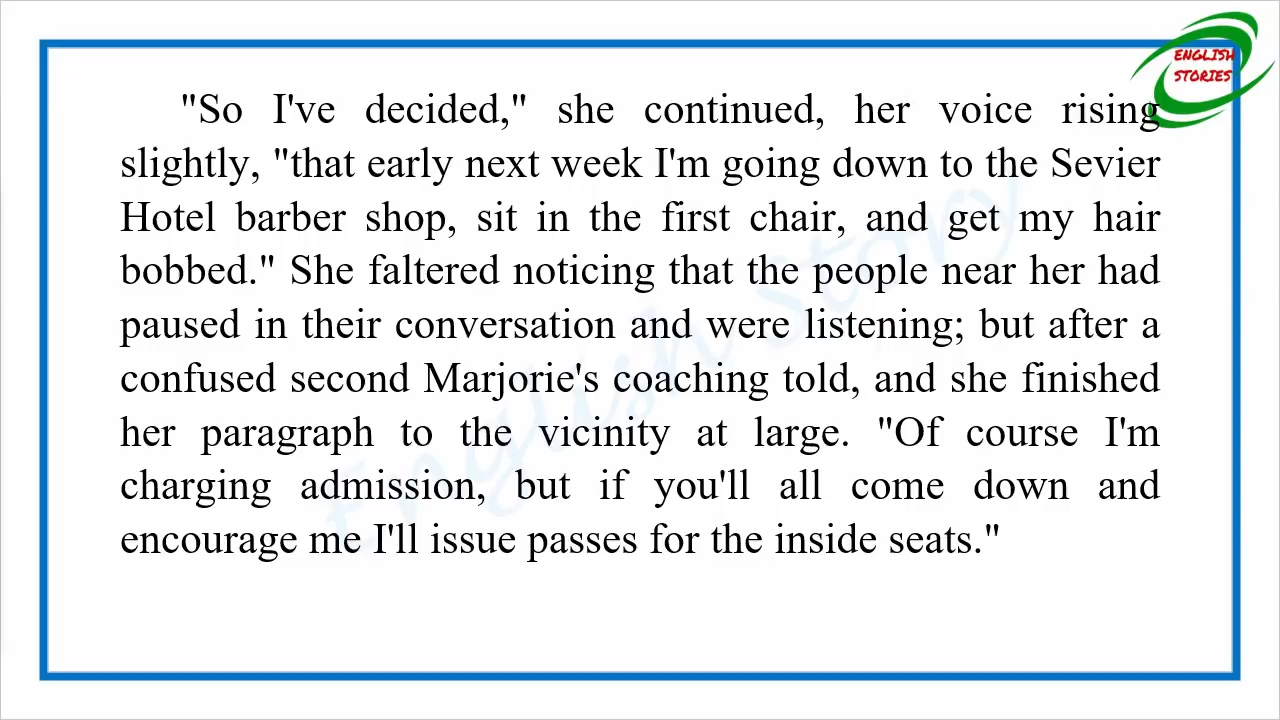 ENGLISH
STORIES
"So I've decided," she continued, her voice rising
slightly, "that early next week I'm going down to the Sevier
Hotel barber shop, sit in the first chair, and get my hair
bobbed." She faltered noticing that the people near her had
paused in their conversation and were listening; but after a
confused second Marjorie's coaching told, and she finished
her paragraph to the vicinity at large. "Of course I'm
charging admission, but if you'll all come down and
encourage me I'll issue passes for the inside seats."
English Story